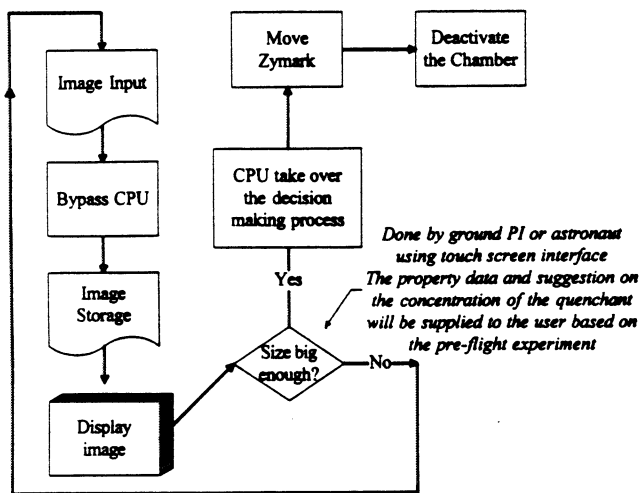 Image Input
Bypass CPU
Image
Storage
Display
image
Move
Zymark
Deactivate
the Chamber
CPU take over
the decision
making process
Yes
Size big
enough?
No
Done by ground PI or astronaut
using touch screen interface
The property data and suggestion on
the concentration of the quenchant
will be supplied to the user based on
the pre-flight experiment